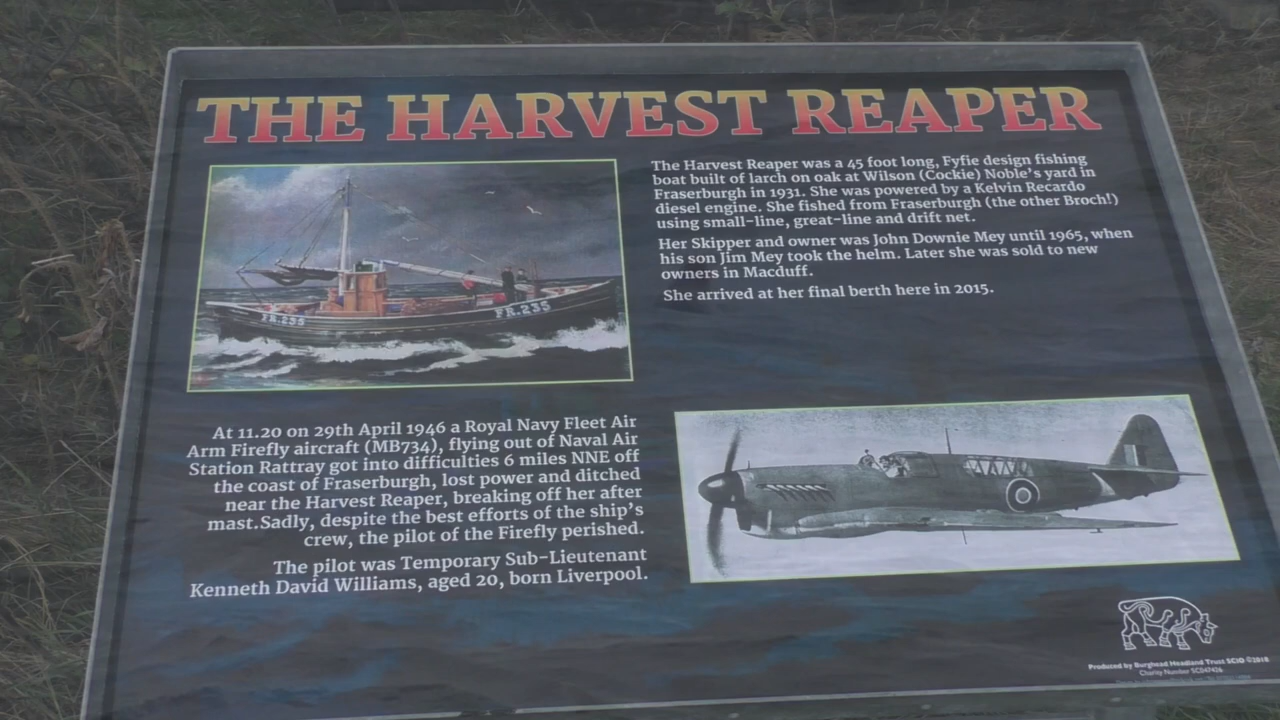 THE HARVEST REAPER
The Harvest Reaper was a 45 foot long, Fyfie design fishing
boat built of larch on oak at Wilson (Cockie) Noble's yard in
Fraserburgh in 1931. She was powered by a Kelvin Recardo
diesel engine. She fished from Fraserburgh (the other Broch!)
using small-line, great-line and drift net.
Her Skipper and owner was John Downie Mey until 1965, when
his son Jim Mey took the helm. Later she was sold to new
owners in Macduff.
She arrived at her final berth here in 2015.
FR.235
FR.235
At 11.20 on 29th April 1946 a Royal Navy Fleet Air
Arm Firefly aircraft (MB734), flying out of Naval Air
Station Rattray got into difficulties 6 miles NNE off
the coast of Fraserburgh, lost power and ditched
near the Harvest Reaper, breaking off her after
mast.Sadly, despite the best efforts of the ship's
crew, the pilot of the Firefly perished.
The pilot was Temporary Sub-Lieutenant
Kenneth David Williams, aged 20, born Liverpool.
Produced by Burghead Headland Trust SCIO ©2018
Charity Number SC047426